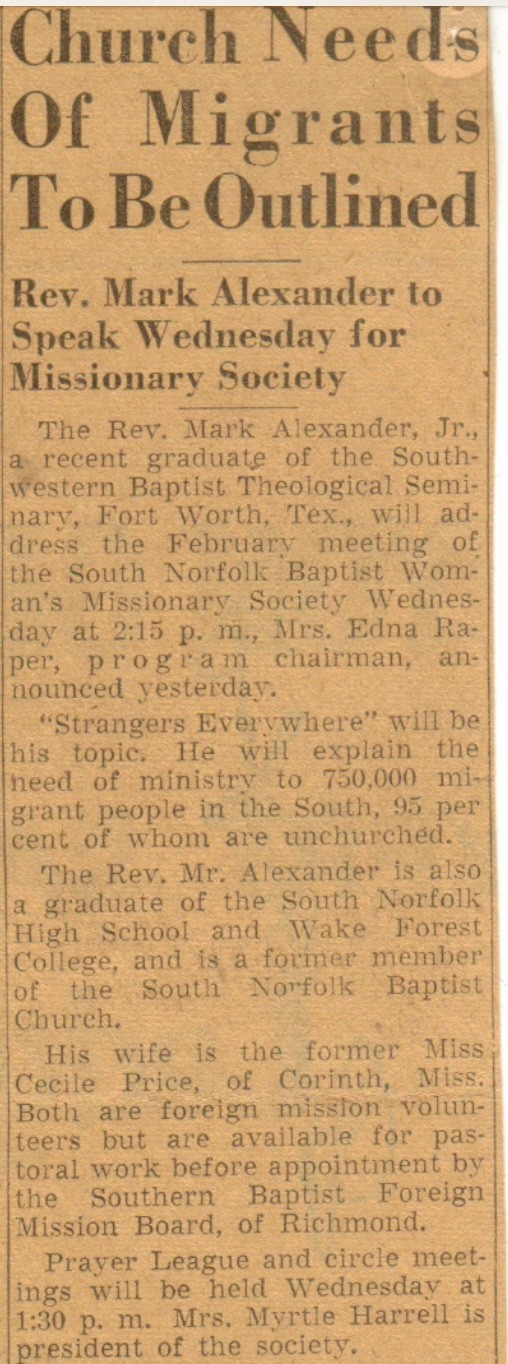 Church Needs
Of Migrants
To Be Outlined
Rev. Mark Alexander to
Speak Wednesday for
Missionary Society
The Rev. Mark Alexander, Jr.,
a recent graduate of the South-
western Baptist Theological Semi-
nary, Fort Worth, Tex., will ad-
dress the February meeting of
the South Norfolk Baptist Wom-
an's Missionary Society Wednes-
day at 2:15 p. m., Mrs. Edna Ra-
per, program chairman, an-
nounced yesterday.
"Strangers Everywhere" will be
his topic. He will explain the
need of ministry to 750,000 mi-
grant people in the South, 95 per
cent of whom are unchurched.
The Rev. Mr. Alexander is also
a graduate of the South Norfolk
High School and Wake Forest
College, and is a former member
of the South Norfolk Baptist
Church.
His wife is the former Miss
Cecile Price, of Corinth, Miss.
Both are foreign mission volun-
teers but are available for pas-
toral work before appointment by
the Southern Baptist Foreign
Mission Board, of Richmond.
Prayer League and circle meet-
ings will be held Wednesday at
1:30 p. m. Mrs. Myrtle Harrell is
president of the society.